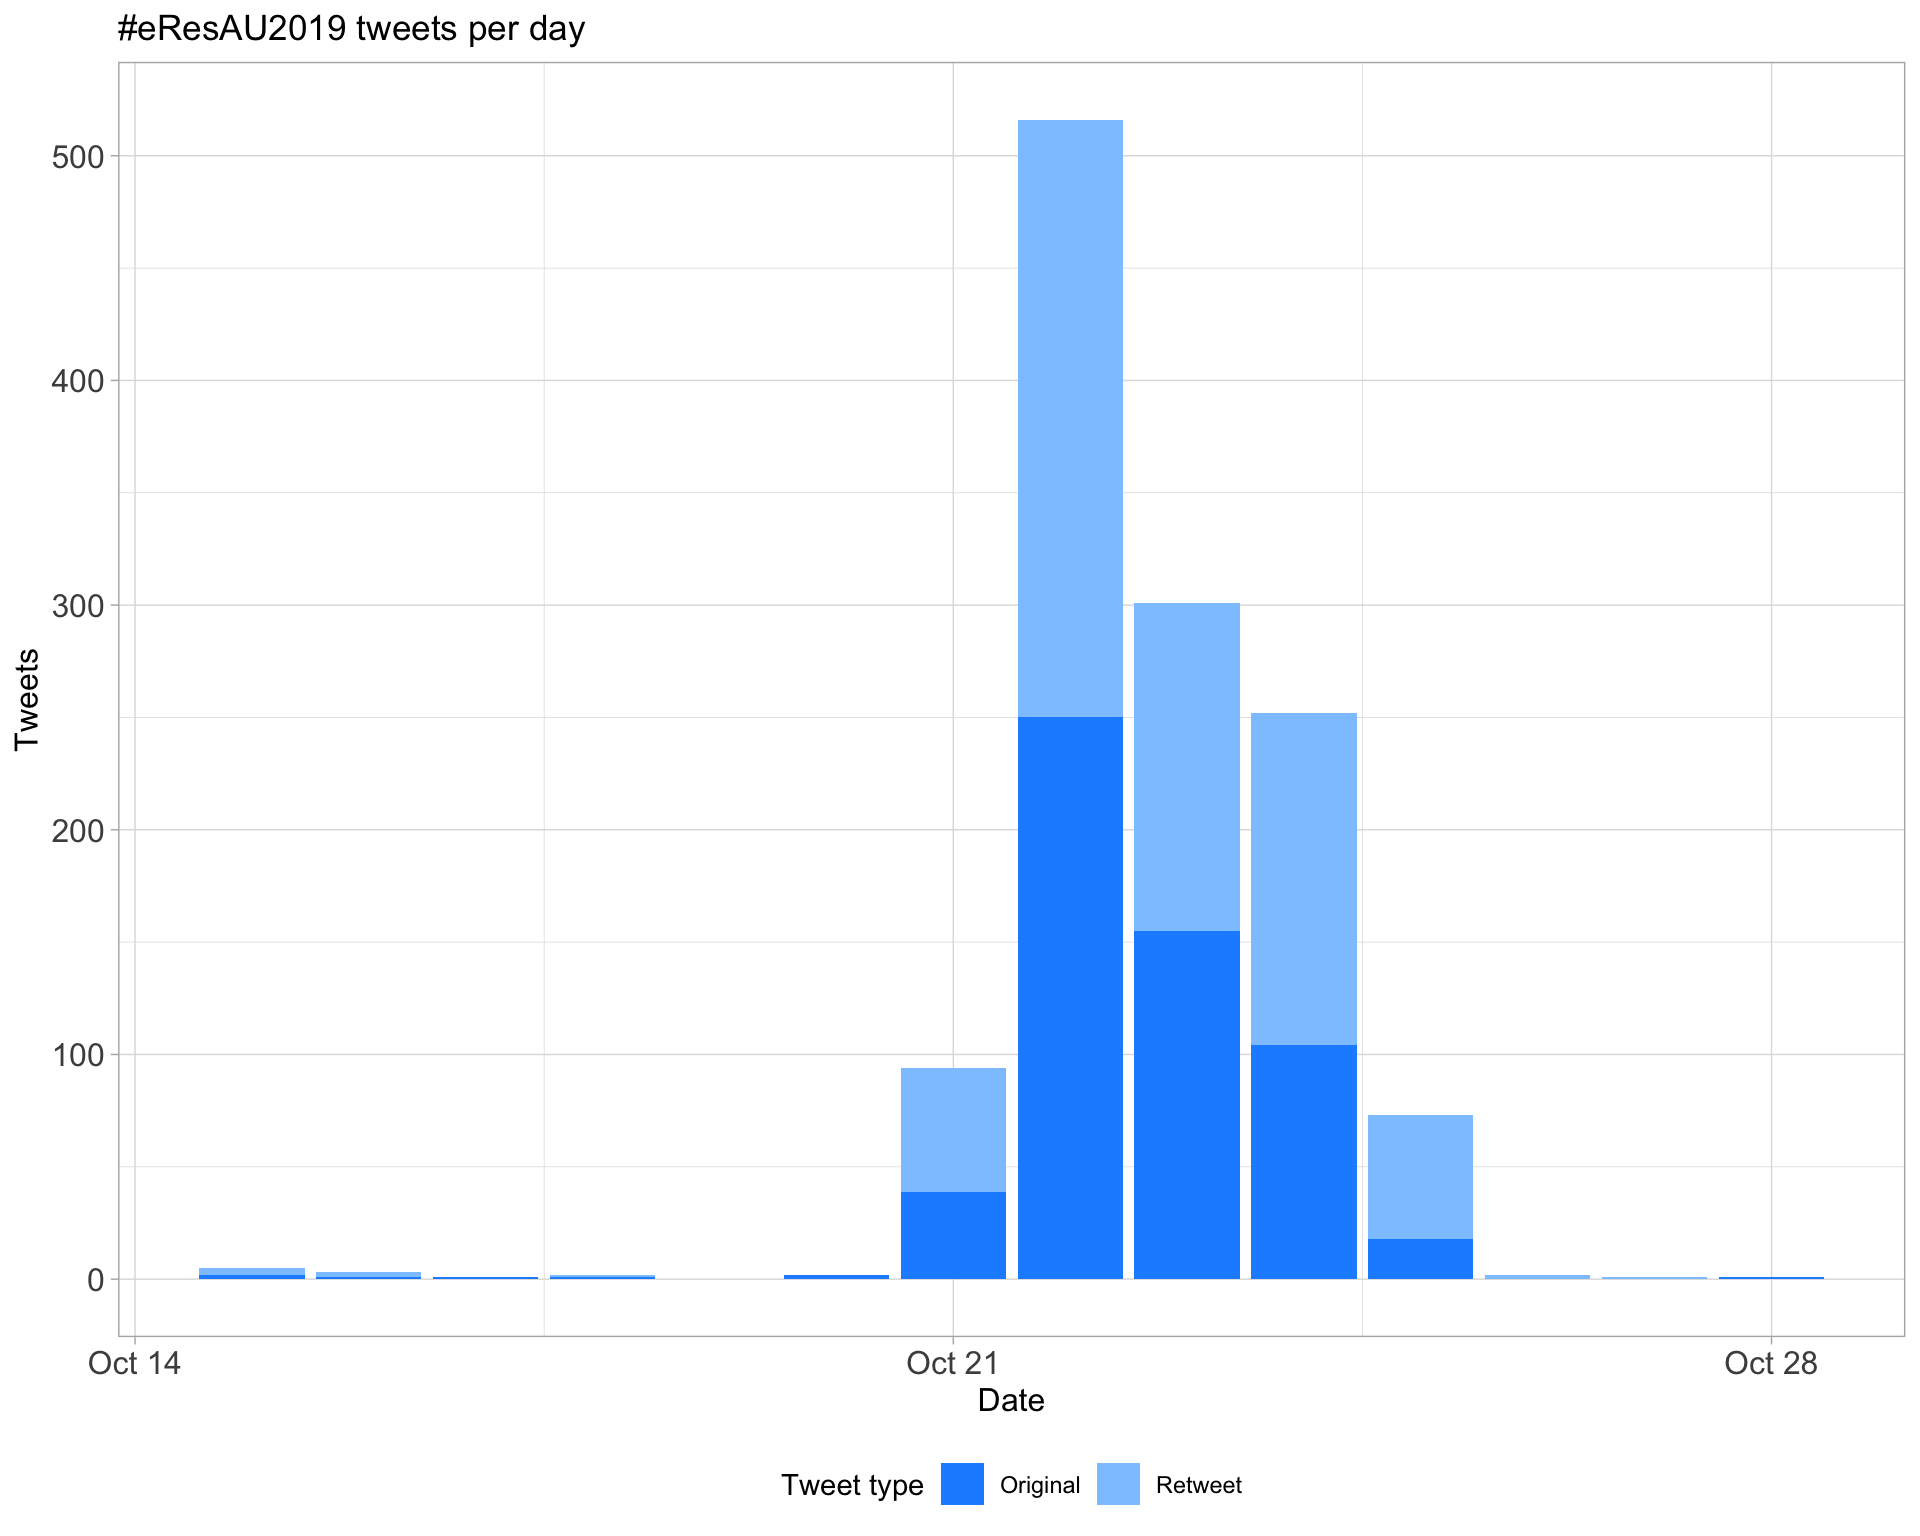 #eResAU2019 tweets per day
Tweets
500
400
300
200
100
0
Oct 14
Oct 21
Oct 28
Date
Tweet type
Original
Retweet